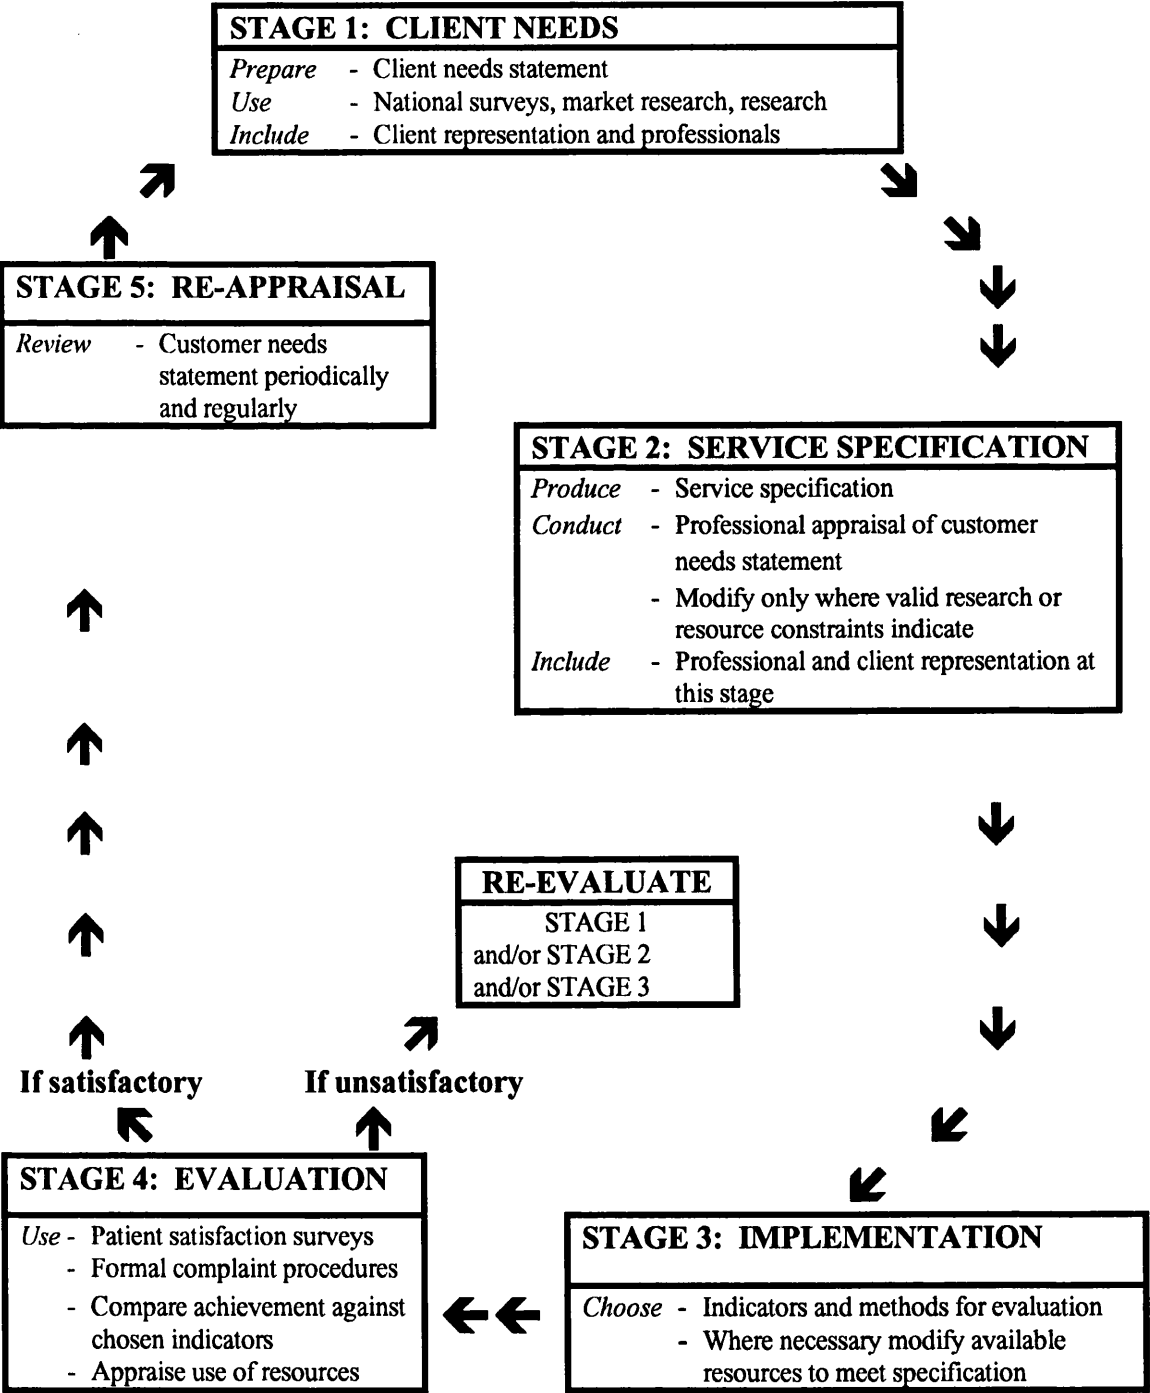 STAGE 1: CLIENT NEEDS
Prepare - Client needs statement
Use - National surveys, market research, research
Include - Client representation and professionals
STAGE 5: RE-APPRAISAL
Review - Customer needs
statement periodically
and regularly
STAGE 2: SERVICE SPECIFICATION
Produce - Service specification
Conduct - Professional appraisal of customer
needs statement
- Modify only where valid research or
resource constraints indicate
Include - Professional and client representation at
this stage
RE-EVALUATE
STAGE 1
and/or STAGE 2
and/or STAGE 3
If satisfactory
If unsatisfactory
STAGE 4: EVALUATION
Use - Patient satisfaction surveys
- Formal complaint procedures
- Compare achievement against
chosen indicators
- Appraise use of resources
STAGE 3: IMPLEMENTATION
Choose - Indicators and methods for evaluation
- Where necessary modify available
resources to meet specification